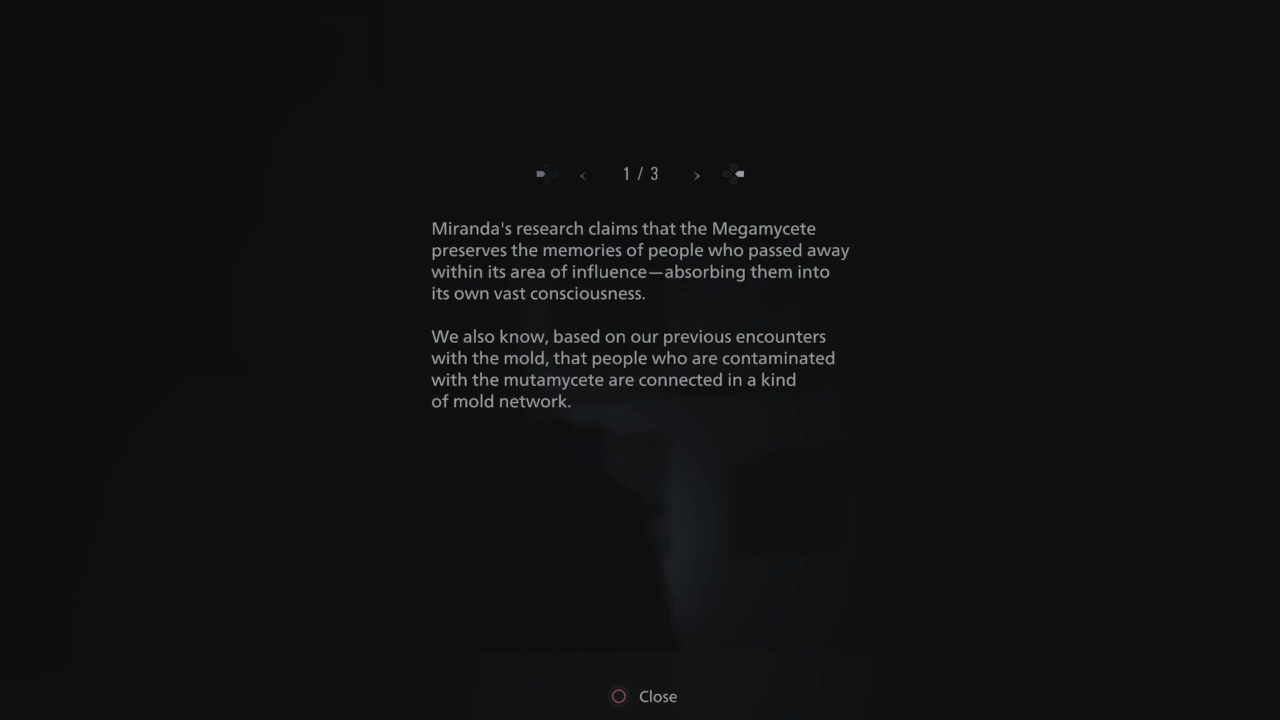 1 / 3
Miranda's research claims that the Megamycete
preserves the memories of people who passed away
within its area of influence—absorbing them into
its own vast consciousness.
We also know, based on our previous encounters
with the mold, that people who are contaminated
with the mutamycete are connected in a kind
of mold network.
Close